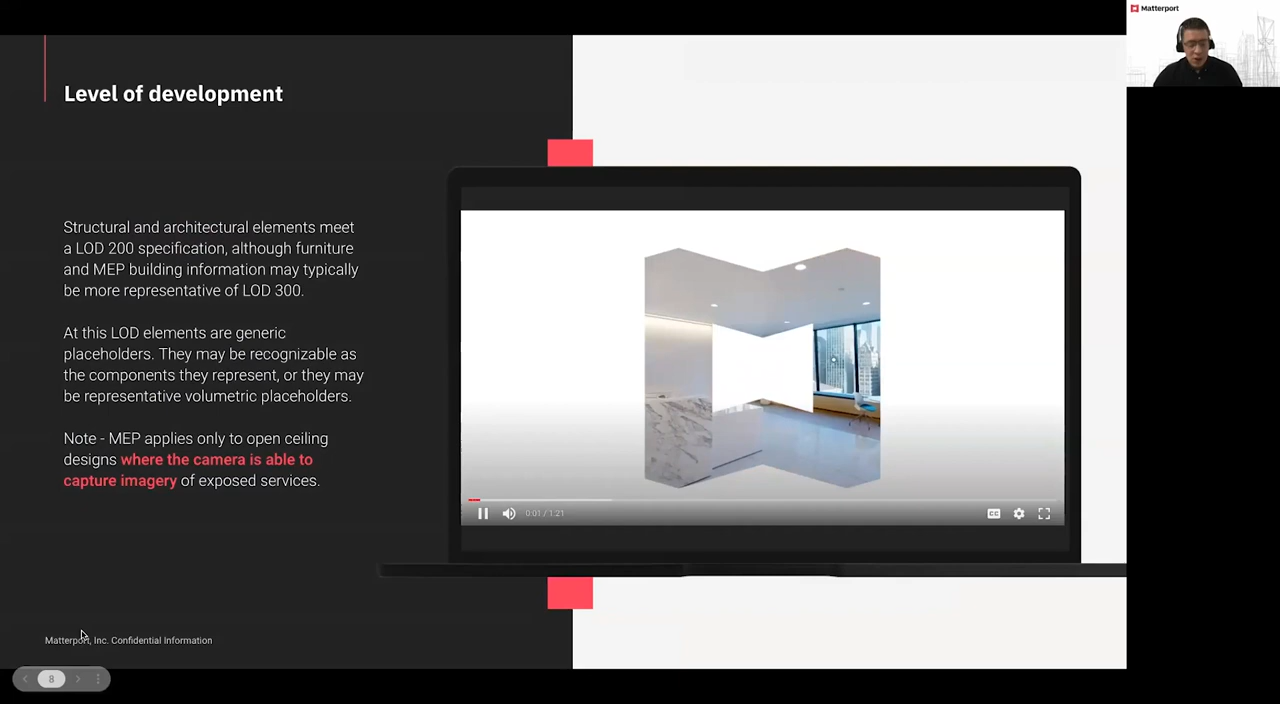 Matterport
Level of development
Structural and architectural elements meet
a LOD 200 specification, although furniture
and MEP building information may typically
be more representative of LOD 300.
At this LOD elements are generic
placeholders. They may be recognizable as
the components they represent, or they may
be representative volumetric placeholders.
Note - MEP applies only to open ceiling
designs where the camera is able to
capture imagery of exposed services.
0:01 / 1:21
CC
Matterport, Inc. Confidential Information
8